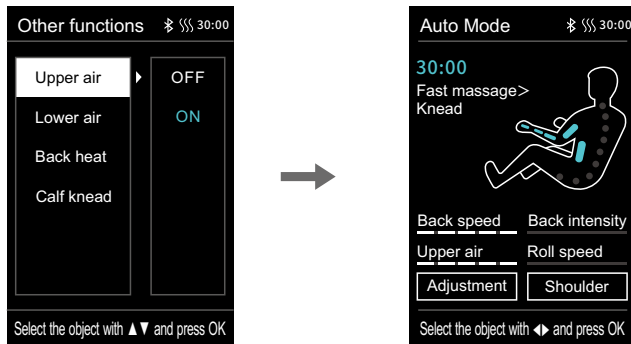 Other functions 30:00
Upper air OFF
Lower air ON
Back heat
Calf knead
Select the object with ▲▼ and press OK
Auto Mode 30:00
30:00
Fast massage>
Knead
Back speed Back intensity
Upper air Roll speed
Adjustment Shoulder
Select the object with ◀▶ and press OK